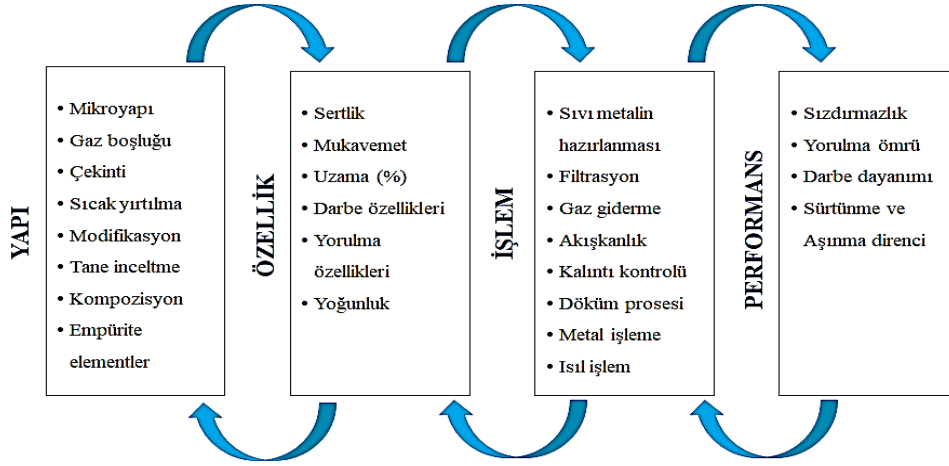 YAPI
• Mikroyapı
• Gaz boşluğu
• Çekinti
• Sıcak yırtılma
• Modifikasyon
• Tane inceltme
• Kompozisyon
• Empürite
elementler
ÖZELLİK
• Sertlik
• Mukavemet
• Uzama (%)
• Darbe özellikleri
• Yorulma
özellikleri
• Yoğunluk
İŞLEM
• Sıvı metalin
hazırlanması
• Filtrasyon
• Gaz giderme
• Akışkanlık
• Kalıntı kontrolü
• Döküm prosesi
• Metal işleme
• Isıl işlem
PERFORMANS
• Sızdırmazlık
• Yorulma ömrü
• Darbe dayanımı
• Sürtünme ve
Aşınma direnci